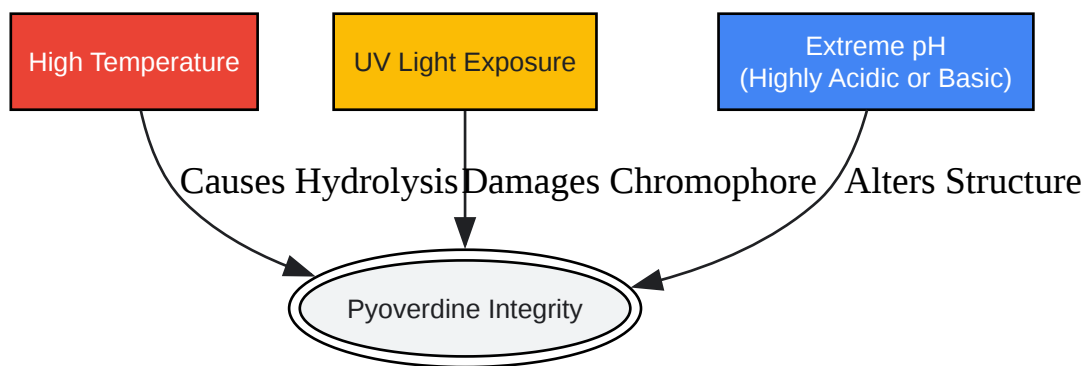 High Temperature
UV Light Exposure
Extreme pH
(Highly Acidic or Basic)
Causes Hydrolysis
Damages Chromophore
Alters Structure
Pyoverdine Integrity